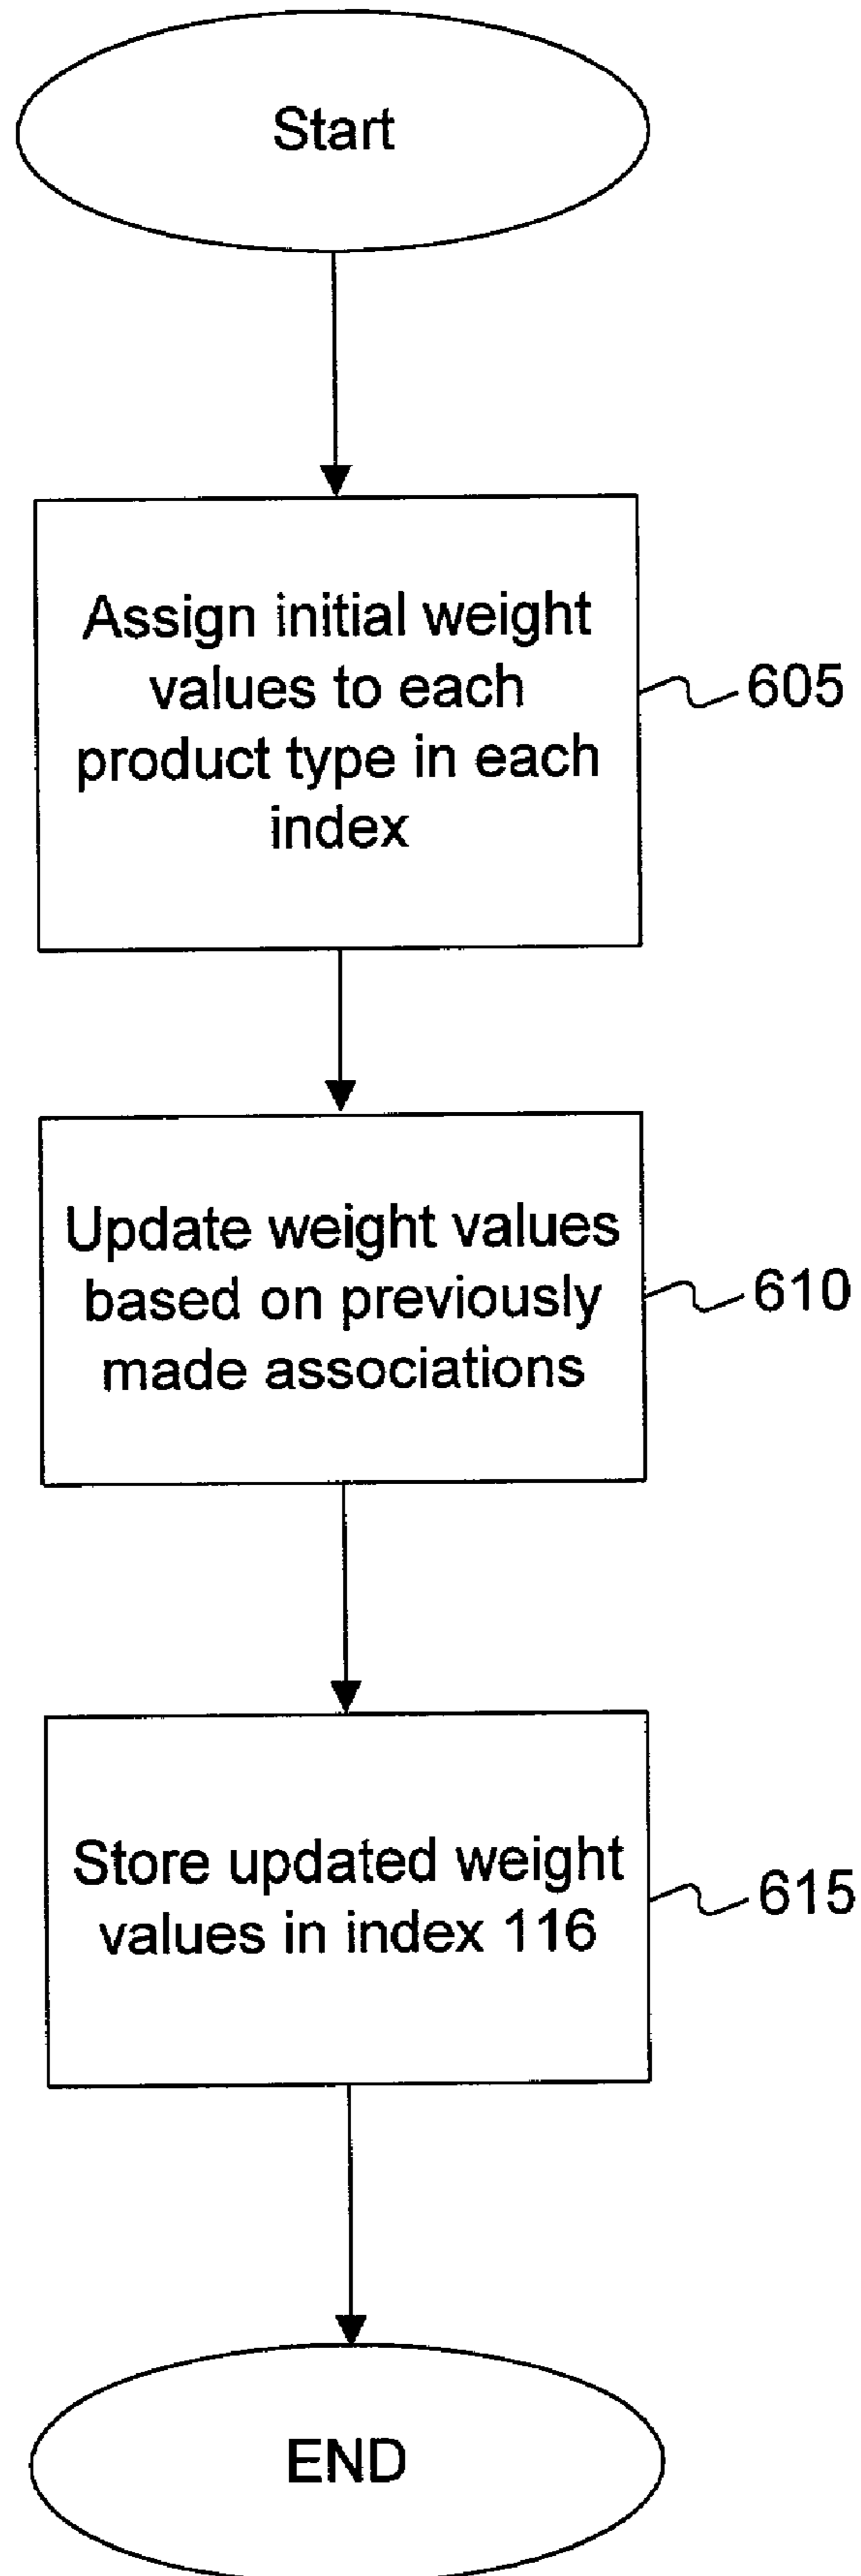 Start
Assign initial weight
values to each
product type in each
index
605
Update weight values
based on previously
made associations
610
Store updated weight
values in index 116
615
END